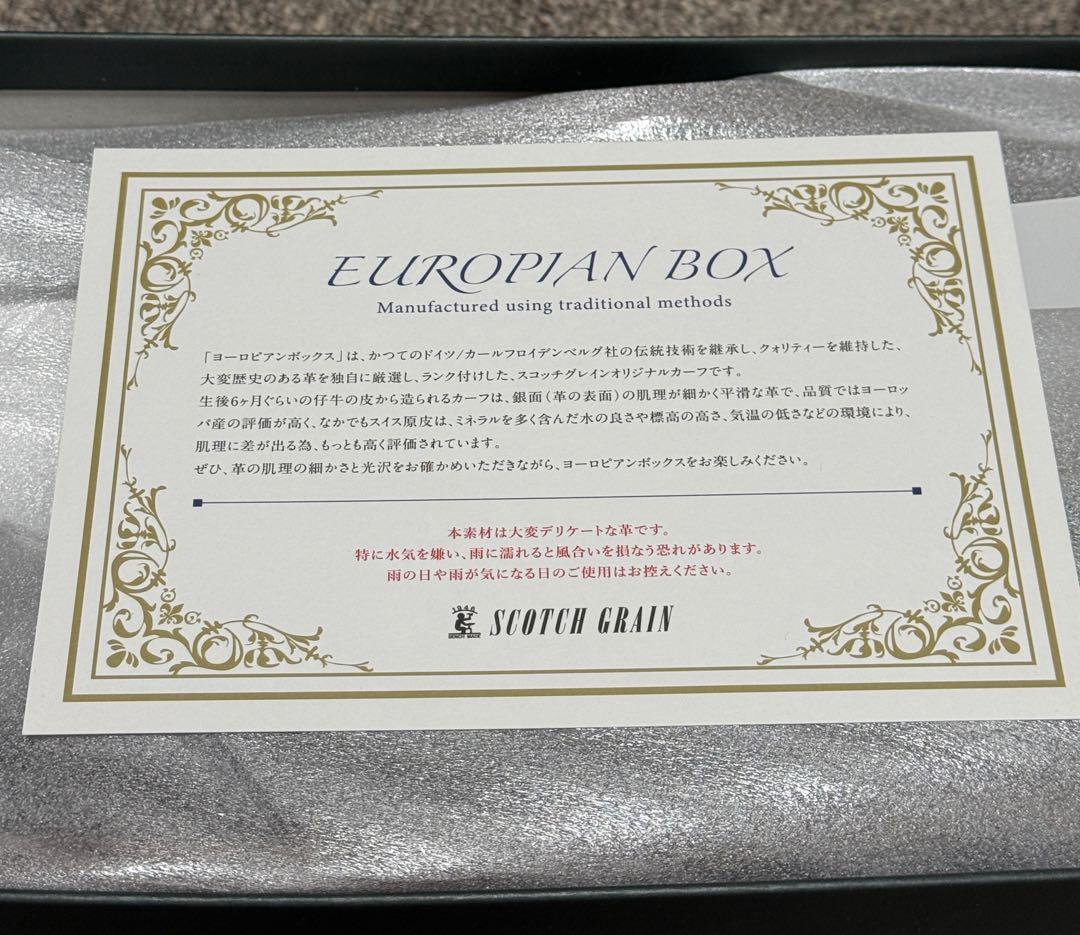 EUROPIAN BOX
Manufactured using traditional methods
「ヨーロピアンボックス」は、かつてのドイツ/カールフロイデンベルグ社の伝統技術を継承し、クォリティーを維持した、
大変歴史のある革を独自に厳選し、ランク付けした、スコッチグレインオリジナルカーフです。
生後6ヶ月ぐらいの仔牛の皮から造られるカーフは、銀面(革の表面)の肌理が細かく平滑な革で、品質ではヨーロッ
パ産の評価が高く、なかでもスイス原皮は、ミネラルを多く含んだ水の良さや標高の高さ、気温の低さなどの環境により、
肌理に差が出る為、もっとも高く評価されています。
ぜひ、革の肌理の細かさと光沢をお確かめいただきながら、ヨーロピアンボックスをお楽しみください。
本素材は大変デリケートな革です。
特に水気を嫌い、雨に濡れると風合いを損なう恐れがあります。
雨の日や雨が気になる日のご使用はお控えください。
1946
BENCH MADE
SCOTCH GRAIN